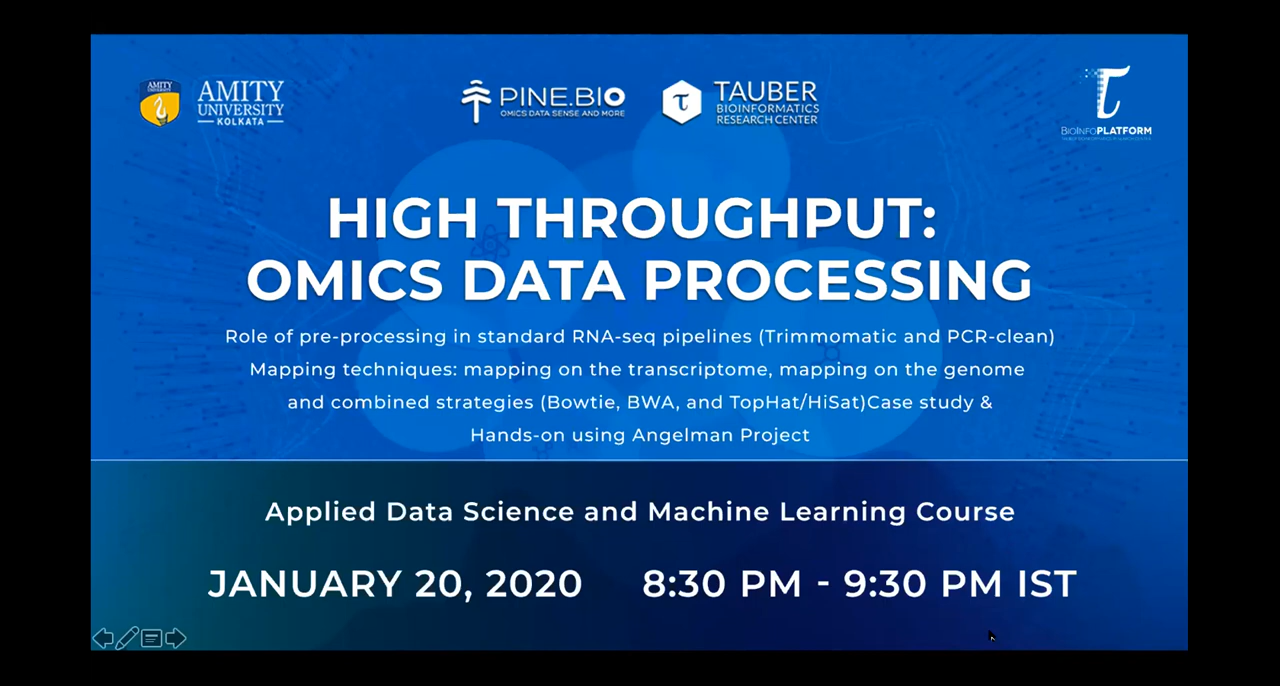 AMITY
UNIVERSITY
AMITY
UNIVERSITY
KOLKATA
PINE.BIO
OMICS DATA SENSE AND MORE
TAUBER
BIOINFORMATICS
RESEARCH CENTER
BIOINFOPLATFORM
HIGH THROUGHPUT:
OMICS DATA PROCESSING
Role of pre-processing in standard RNA-seq pipelines (Trimmomatic and PCR-clean)
Mapping techniques: mapping on the transcriptome, mapping on the genome
and combined strategies (Bowtie, BWA, and TopHat/HiSat)Case study &
Hands-on using Angelman Project
Applied Data Science and Machine Learning Course
JANUARY 20, 2020 8:30 PM - 9:30 PM IST